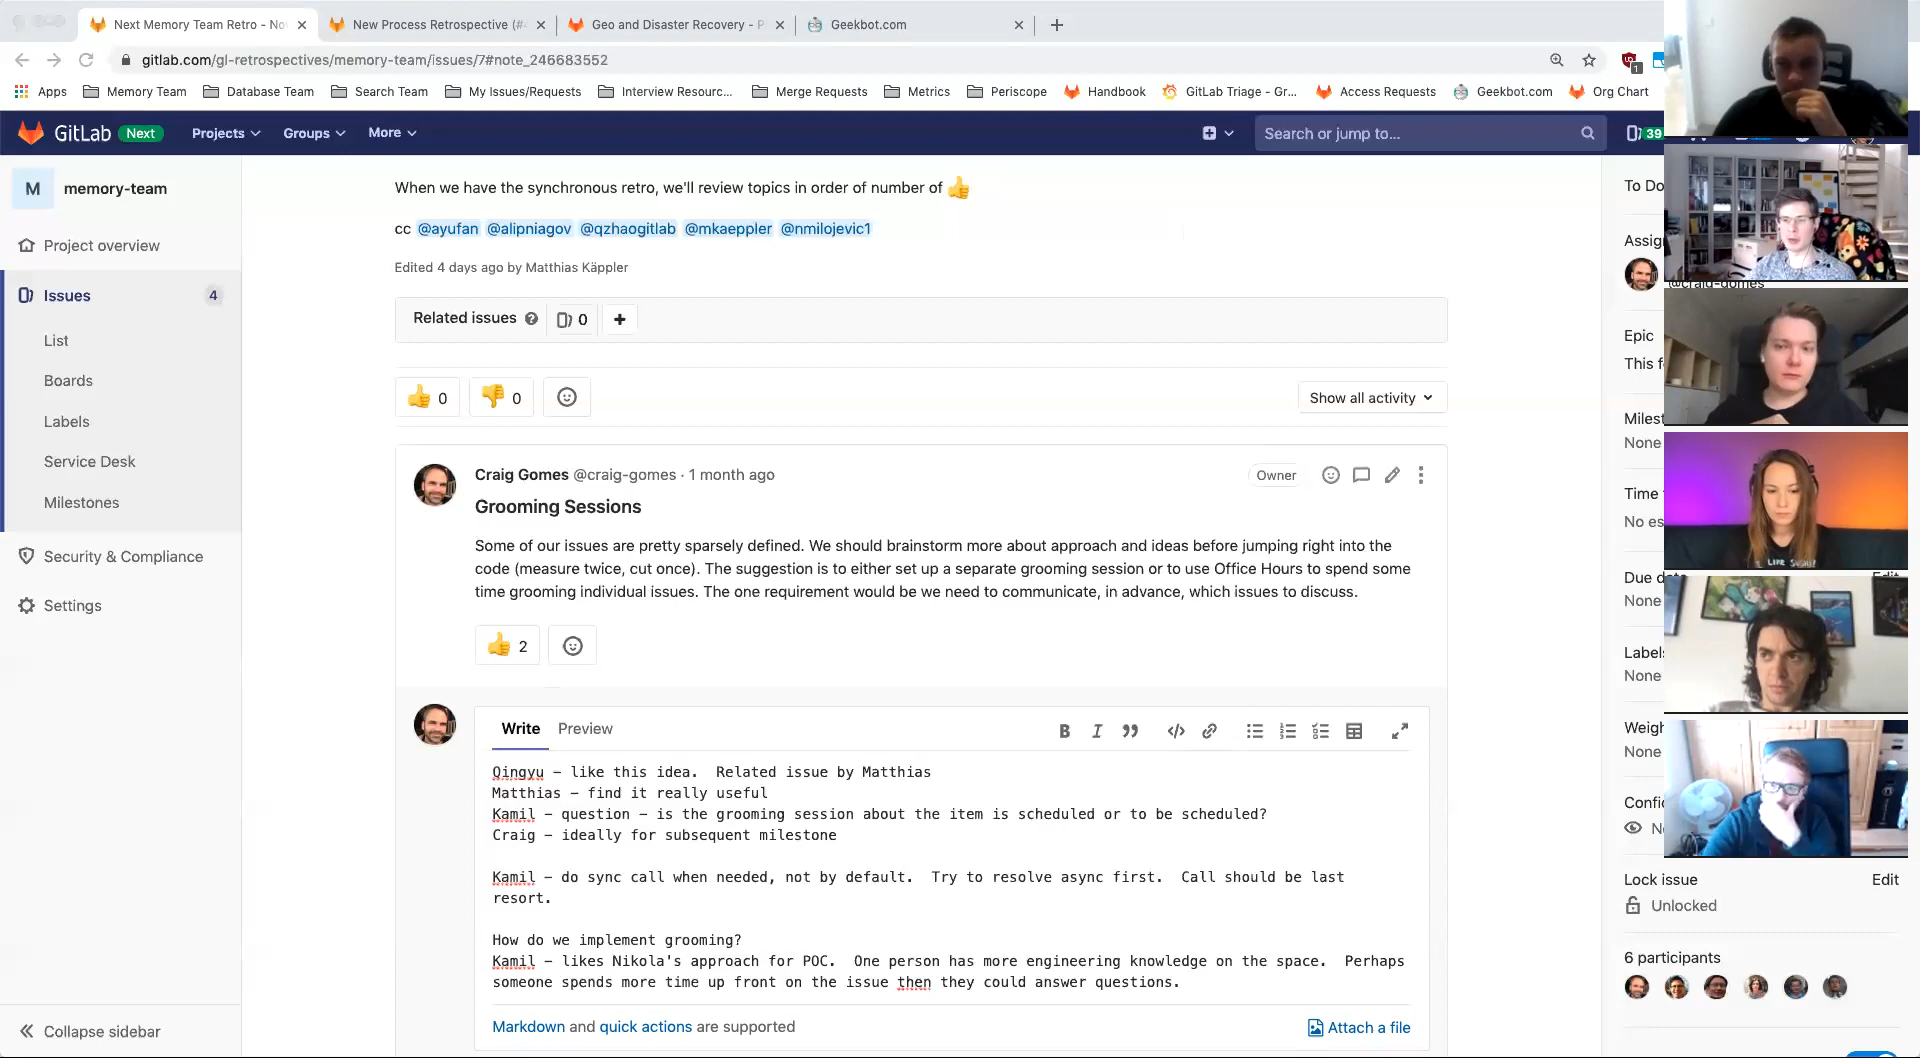 Next Memory Team Retro - No
New Process Retrospective (#
Geo and Disaster Recovery - P
Geekbot.com
gitlab.com/gl-retrospectives/memory-team/issues/7#note_246683552
1
Apps
Memory Team
Database Team
Search Team
My Issues/Requests
Interview Resourc...
Merge Requests
Metrics
Periscope
Handbook
GitLab Triage - Gr...
Access Requests
Geekbot.com
Org Chart
GitLab Next
Projects
Groups
More
Search or jump to...
39
M memory-team
Project overview
Issues 4
List
Boards
Labels
Service Desk
Milestones
Security & Compliance
Settings
Collapse sidebar
When we have the synchronous retro, we'll review topics in order of number of 👍
cc @ayufan @alipniagov @qzhaogitlab @mkaeppler @nmilojevic1
Edited 4 days ago by Matthias Käppler
Related issues 0
👍 0 👎 0
Show all activity
Craig Gomes @craig-gomes · 1 month ago
Owner
Grooming Sessions
Some of our issues are pretty sparsely defined. We should brainstorm more about approach and ideas before jumping right into the
code (measure twice, cut once). The suggestion is to either set up a separate grooming session or to use Office Hours to spend some
time grooming individual issues. The one requirement would be we need to communicate, in advance, which issues to discuss.
👍 2
Write Preview
Qingyu – like this idea. Related issue by Matthias
Matthias – find it really useful
Kamil – question – is the grooming session about the item is scheduled or to be scheduled?
Craig – ideally for subsequent milestone
Kamil – do sync call when needed, not by default. Try to resolve async first. Call should be last
resort.
How do we implement grooming?
Kamil – likes Nikola's approach for POC. One person has more engineering knowledge on the space. Perhaps
someone spends more time up front on the issue then they could answer questions.
Markdown and quick actions are supported
Attach a file
To Do
Assig
@craig-gomes
Epic
This f
Milest
None
Time
No es
Due da
Edit
None
Labels
None
Weigh
None
Confi
N
Lock issue Edit
Unlocked
6 participants